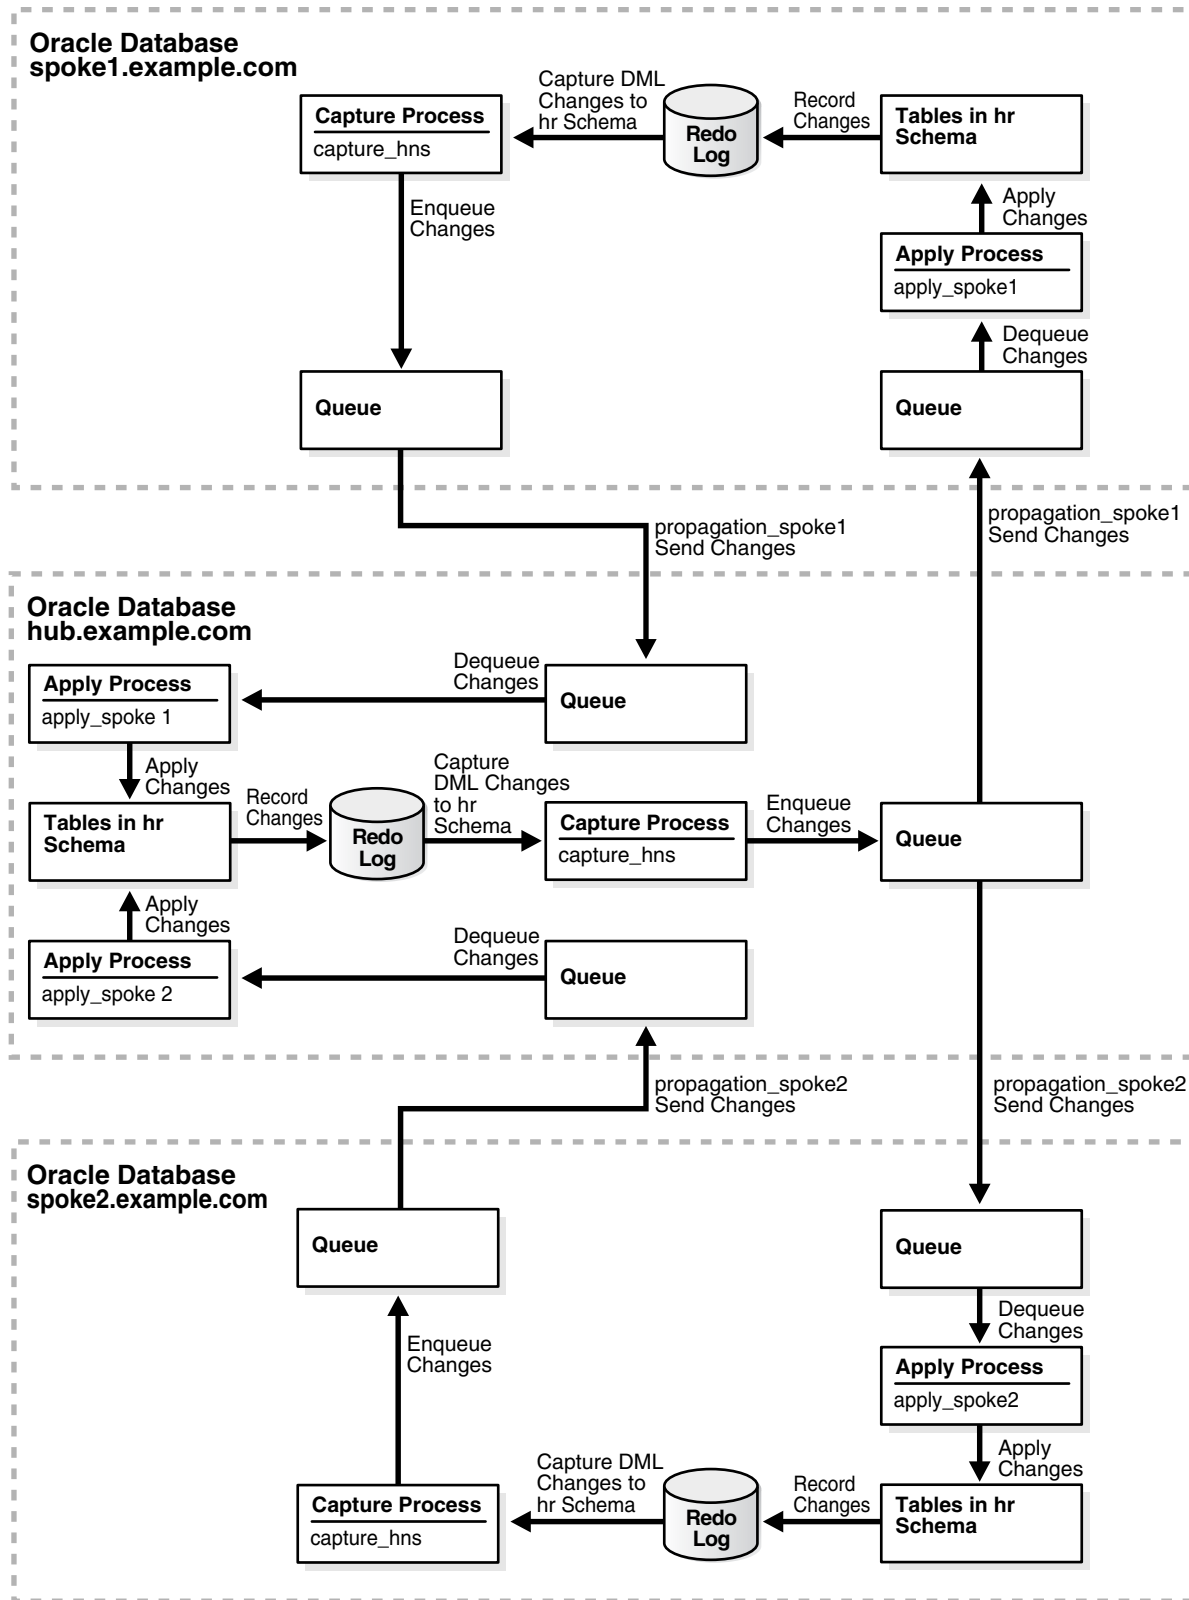 Oracle Database
spoke1.example.com
Capture Process
capture_hns
Capture DML
Changes to
hr Schema
Redo
Log
Record
Changes
Tables in hr
Schema
Apply
Changes
Enqueue
Changes
Apply Process
apply_spoke1
Dequeue
Changes
Queue
Queue
propagation_spoke1
Send Changes
propagation_spoke1
Send Changes
Oracle Database
hub.example.com
Apply Process
apply_spoke 1
Dequeue
Changes
Queue
Apply
Changes
Tables in hr
Schema
Record
Changes
Redo
Log
Capture
DML Changes
to hr
Schema
Capture Process
capture_hns
Enqueue
Changes
Queue
Apply
Changes
Apply Process
apply_spoke 2
Dequeue
Changes
Queue
propagation_spoke2
Send Changes
propagation_spoke2
Send Changes
Oracle Database
spoke2.example.com
Queue
Queue
Dequeue
Changes
Enqueue
Changes
Apply Process
apply_spoke2
Apply
Changes
Capture Process
capture_hns
Capture DML
Changes to
hr Schema
Redo
Log
Record
Changes
Tables in hr
Schema